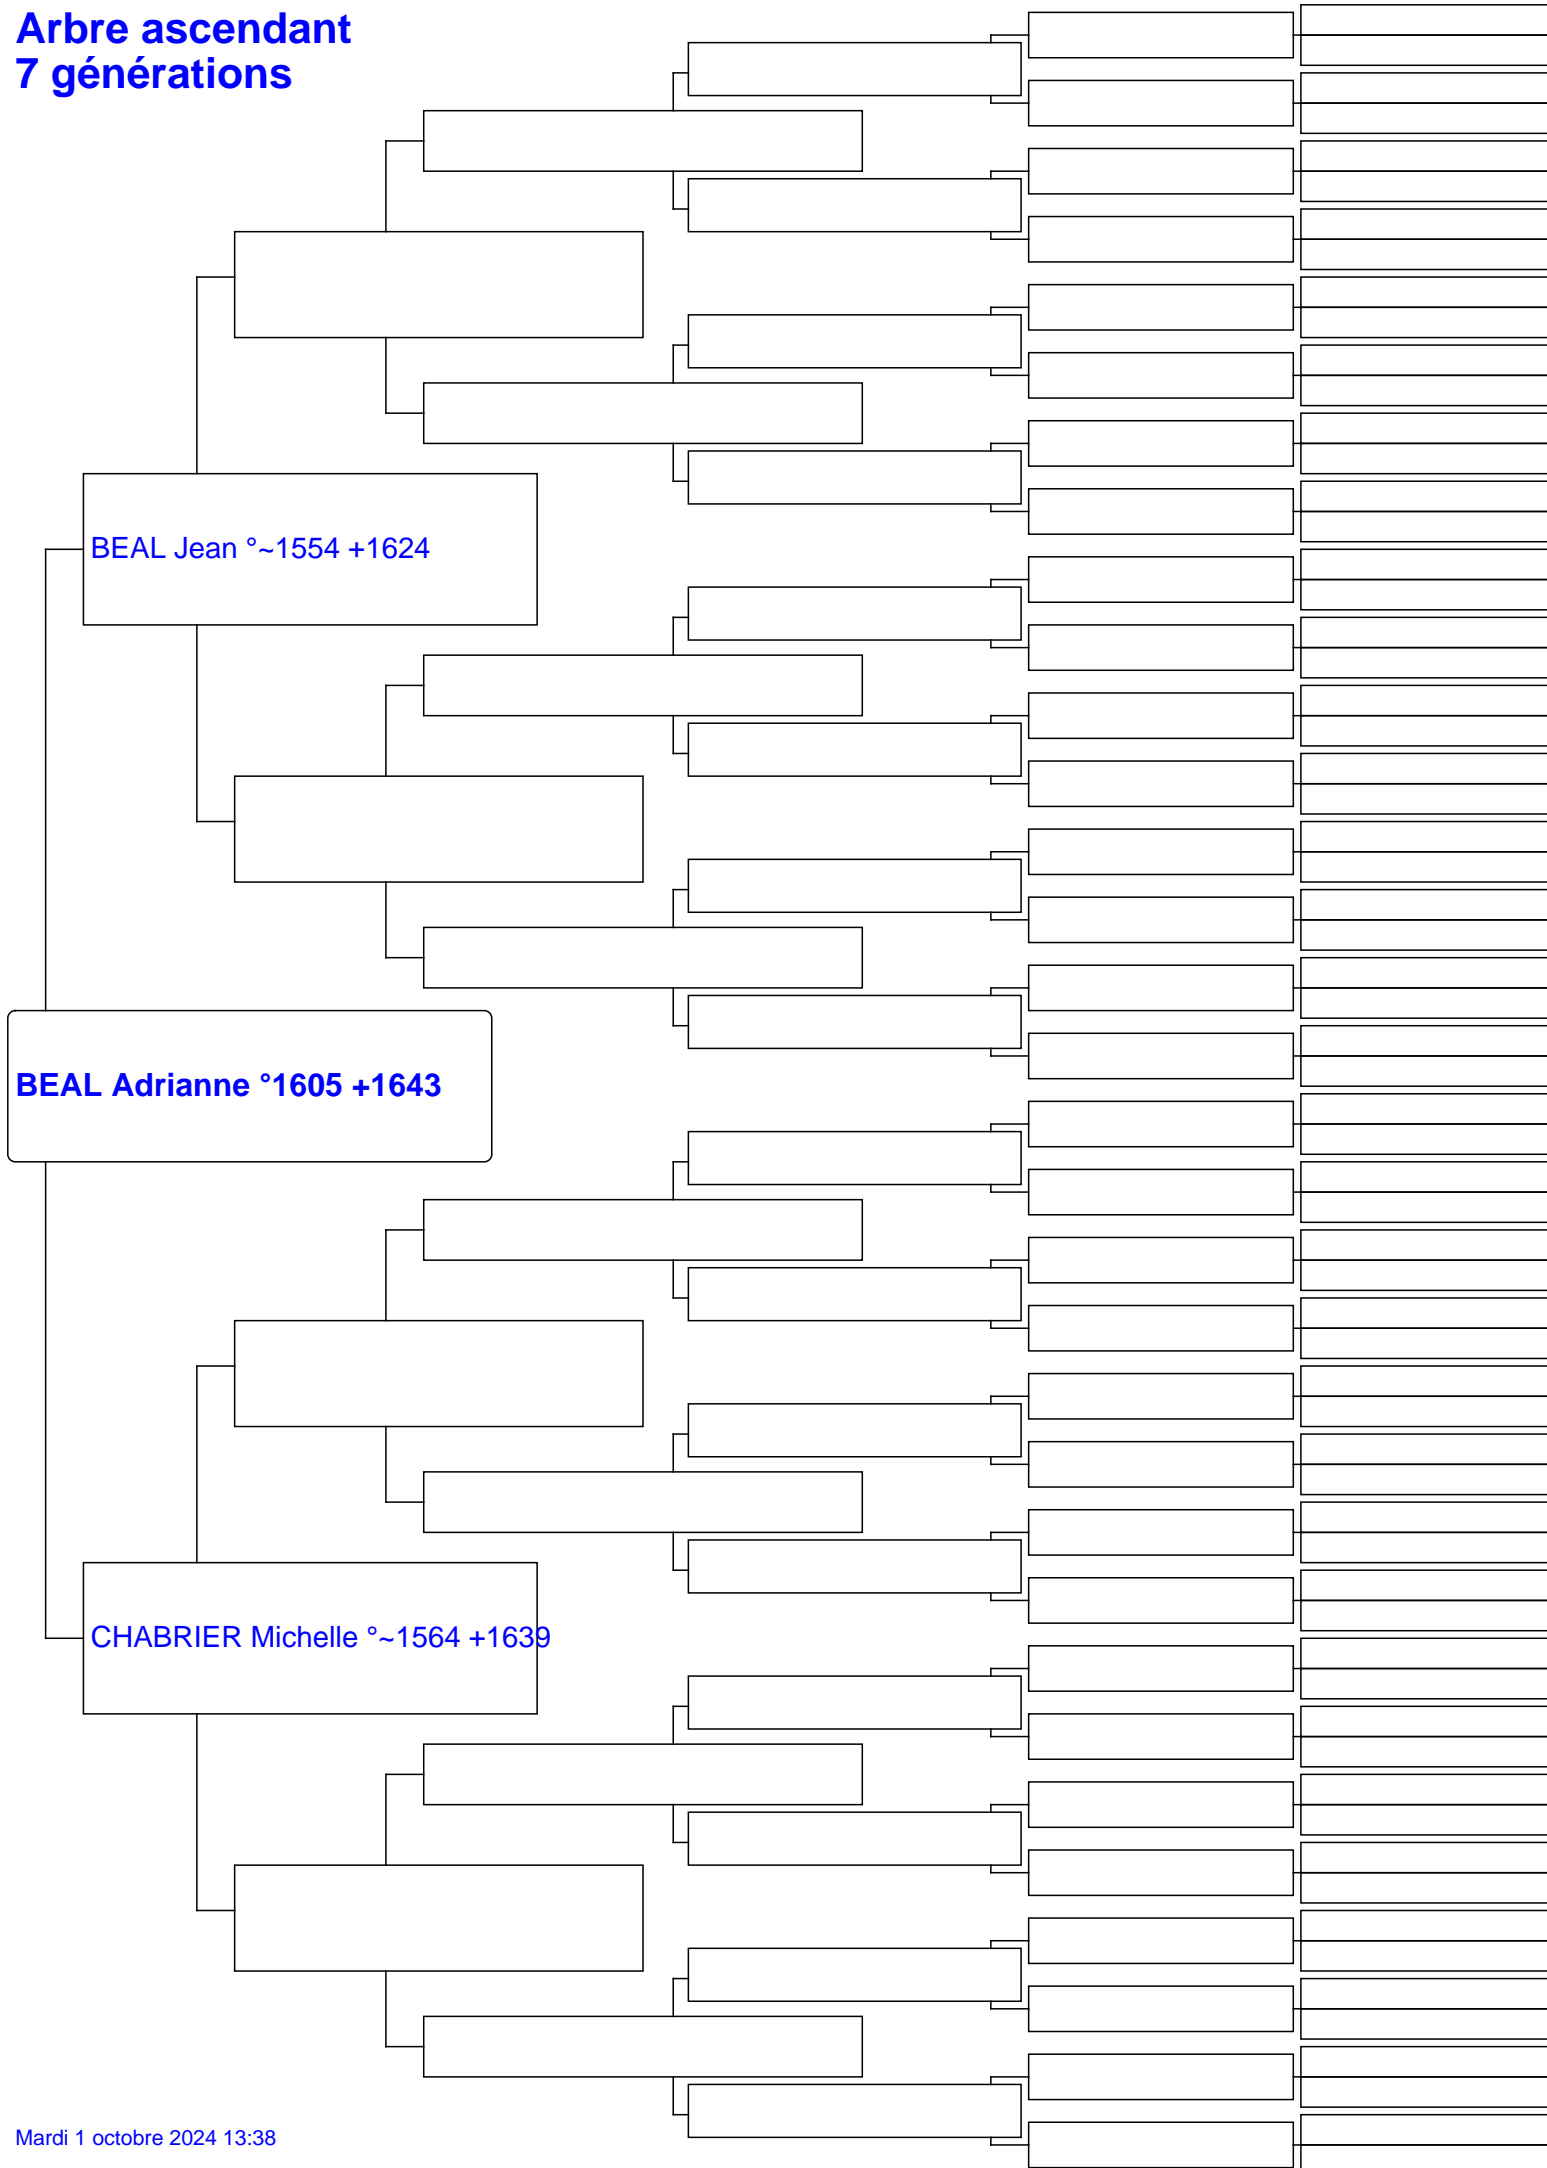 Arbre ascendant
7 générations
BEAL Jean °~1554 +1624
BEAL Adrianne °1605 +1643
CHABRIER Michelle °~1564 +1639
Mardi 1 octobre 2024 13:38